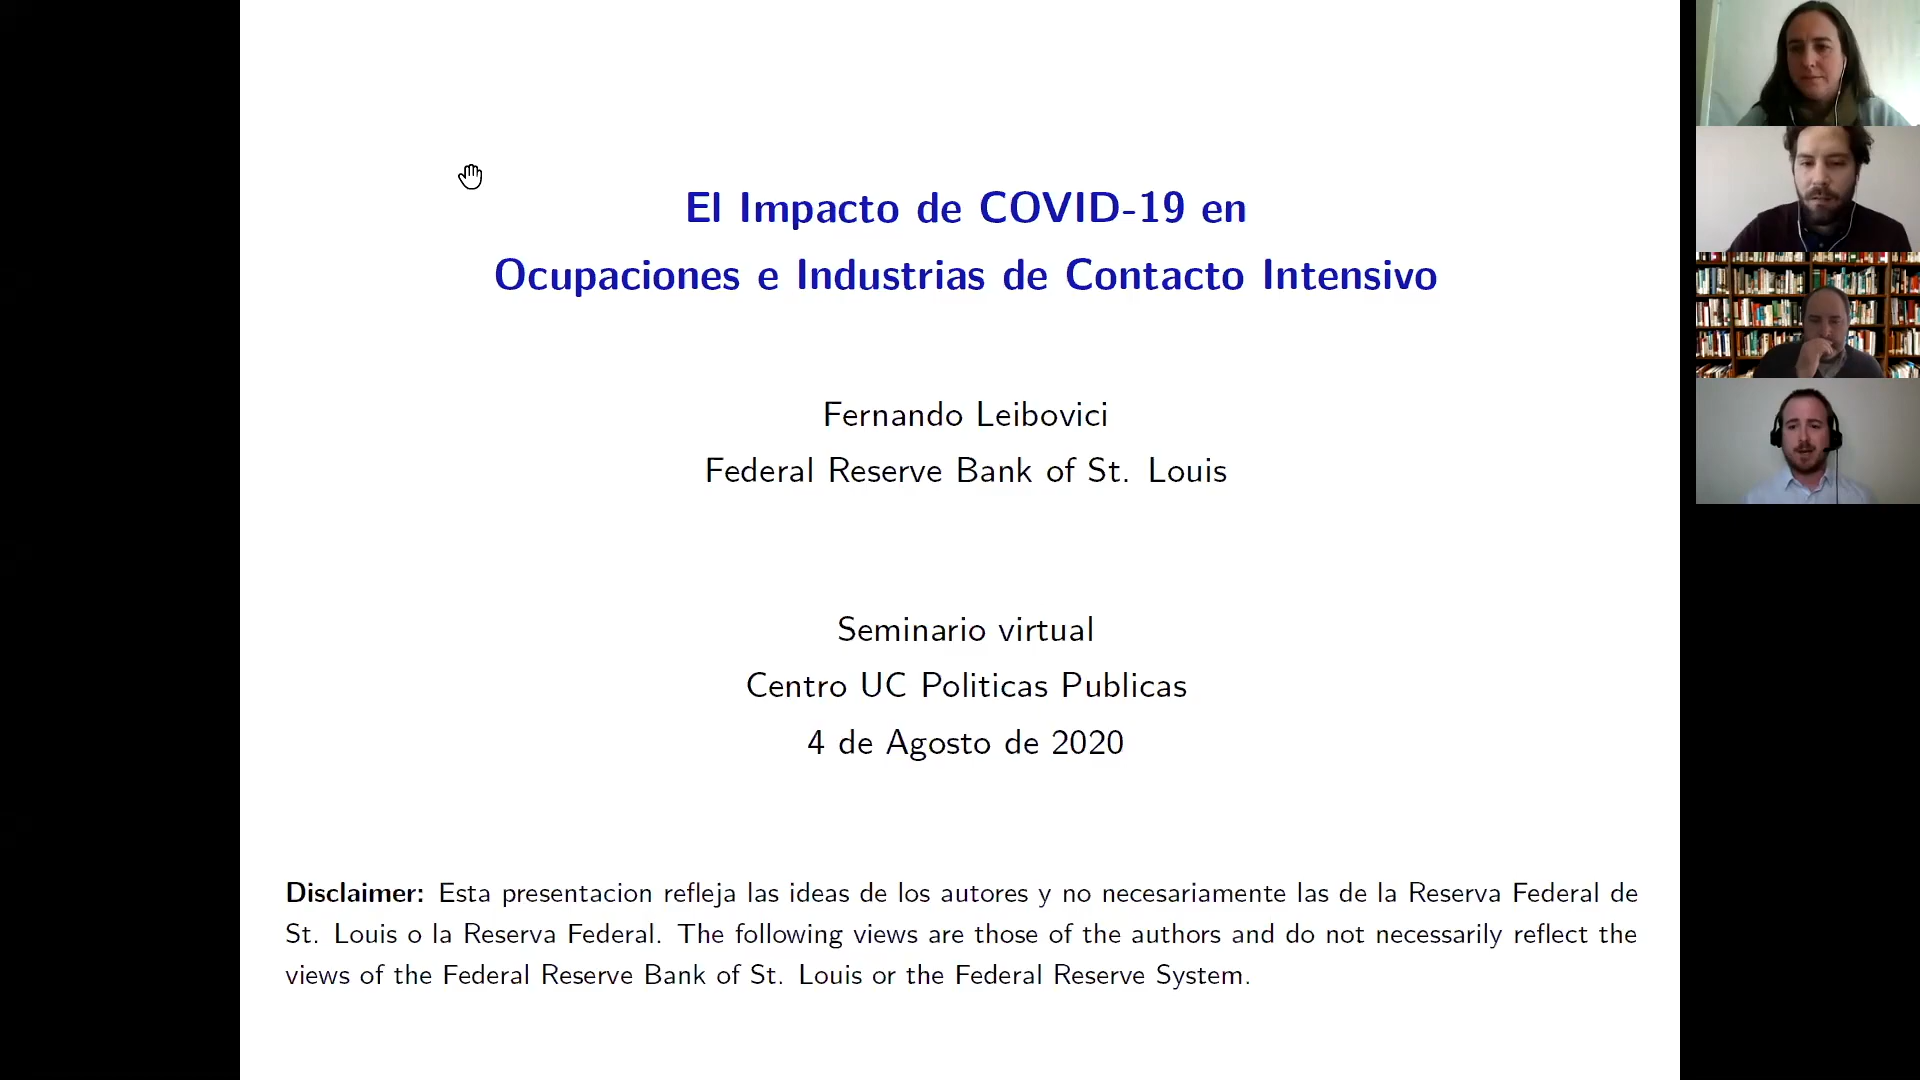 El Impacto de COVID-19 en
Ocupaciones e Industrias de Contacto Intensivo
Fernando Leibovici
Federal Reserve Bank of St. Louis
Seminario virtual
Centro UC Politicas Publicas
4 de Agosto de 2020
Disclaimer: Esta presentacion refleja las ideas de los autores y no necesariamente las de la Reserva Federal de
St. Louis o la Reserva Federal. The following views are those of the authors and do not necessarily reflect the
views of the Federal Reserve Bank of St. Louis or the Federal Reserve System.